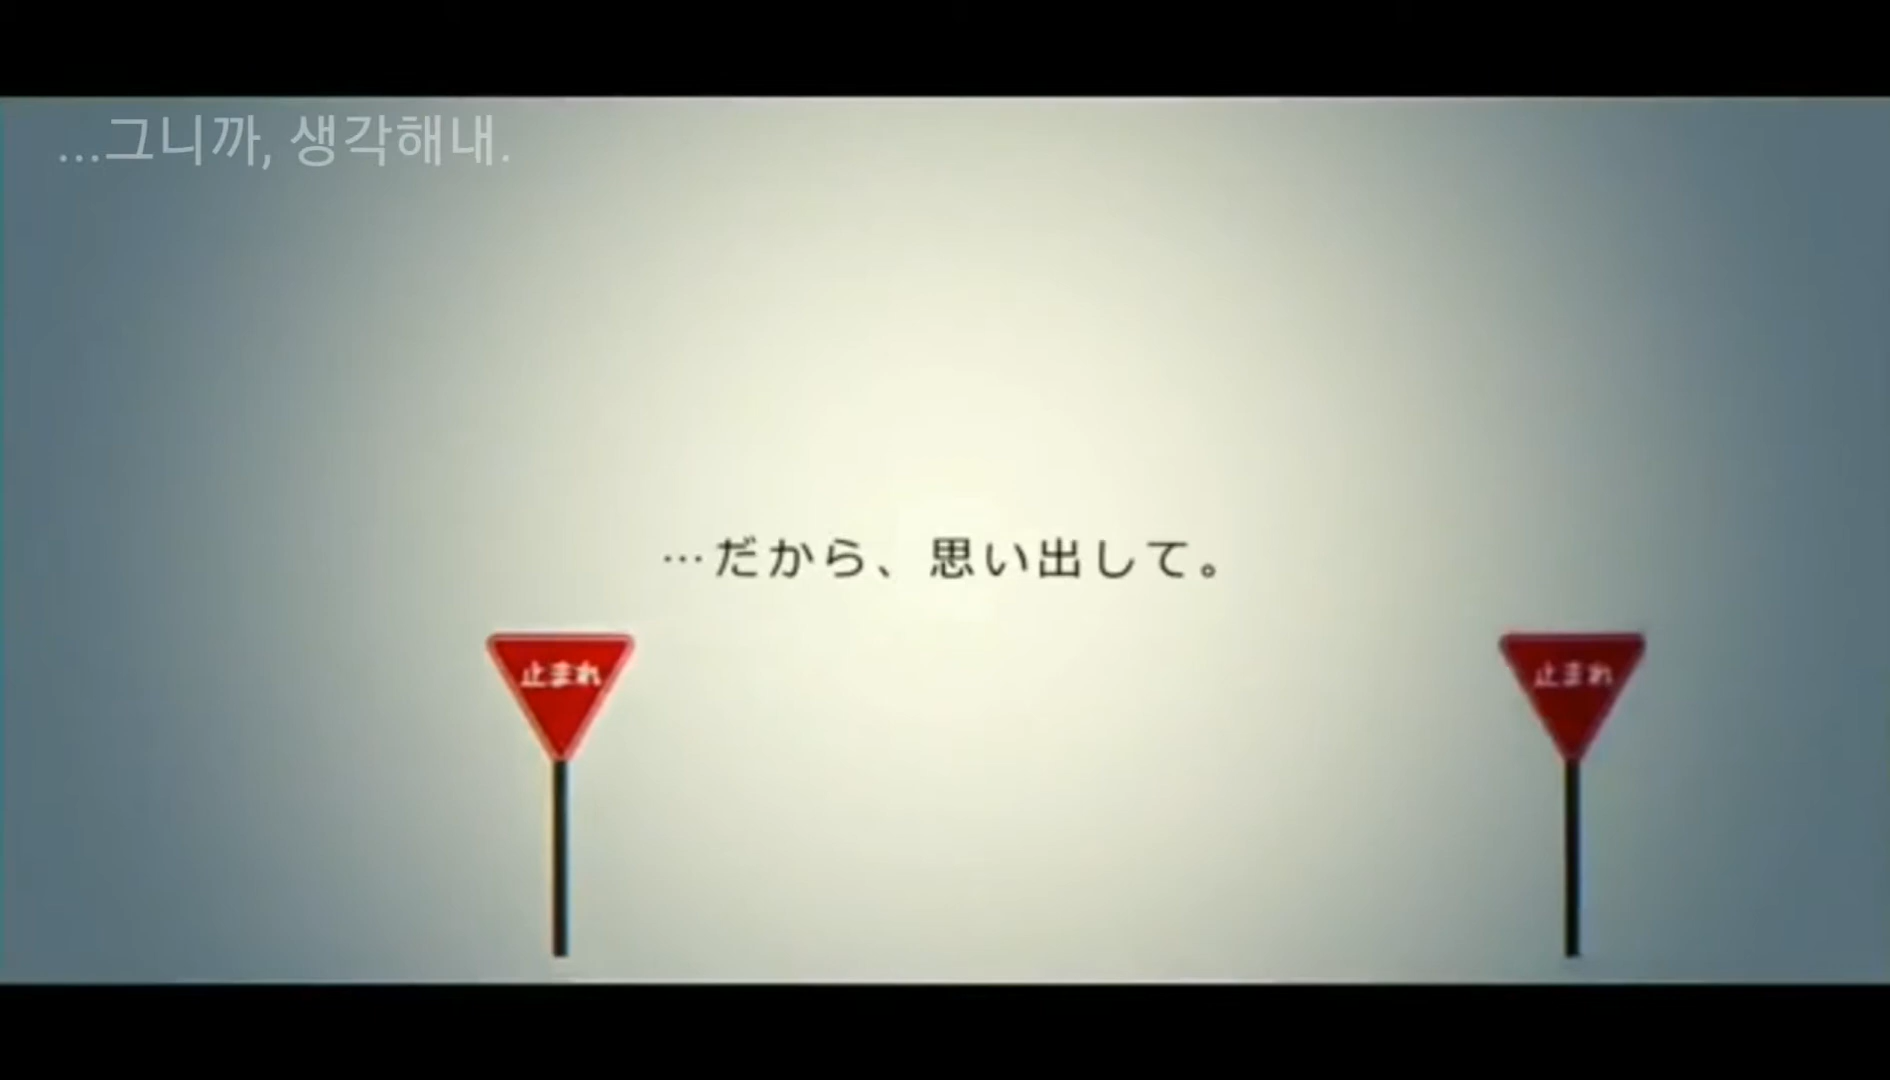 ...그니까, 생각해내.
…だから、思い出して。
止まれ
止まれ